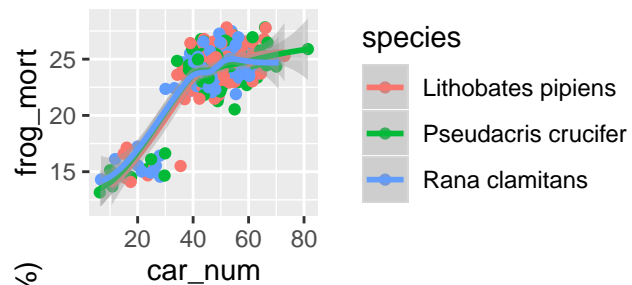 frog_mort
25
20
15
20
40
60
80
car_num
species
Lithobates pipiens
Pseudacris crucifer
Rana clamitans
%)